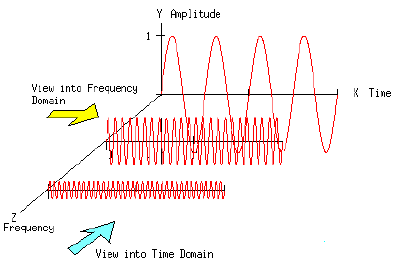 Y Amplitude
1
View into Frequency
Domain
X Time
Z
Frequency
View into Time Domain